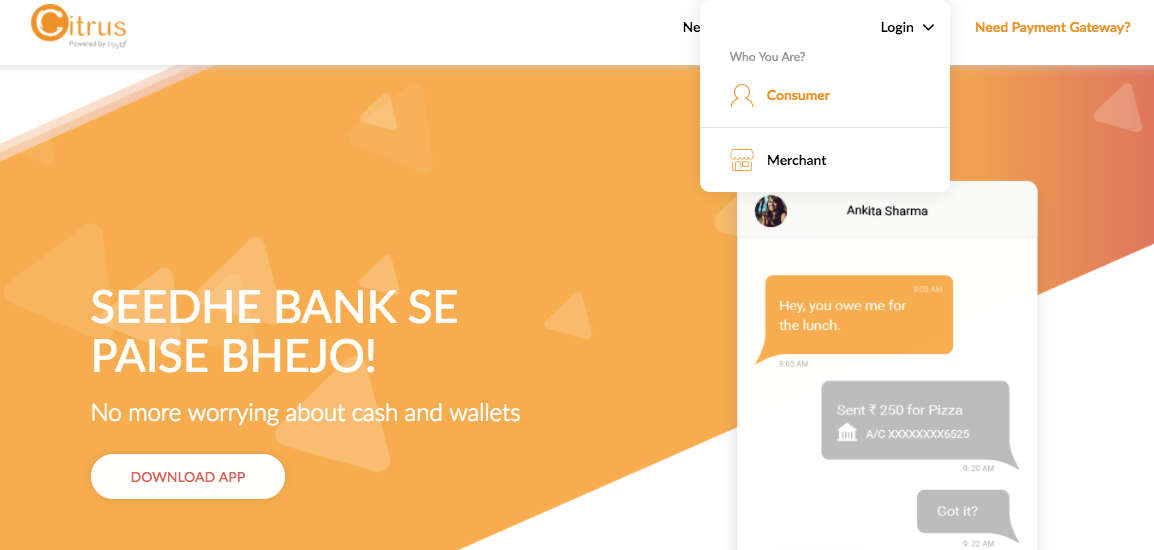 Citrus
Powered by PayU
Ne
Login
Need Payment Gateway?
Who You Are?
Consumer
Merchant
SEEDHE BANK SE
PAISE BHEJO!
No more worrying about cash and wallets
DOWNLOAD APP
Ankita Sharma
9:05 AM
Hey, you owe me for
the lunch.
9:05 AM
Sent ₹ 250 for Pizza
A/C XXXXXXXX6525
9: 20 AM
Got it?
9: 22 AM